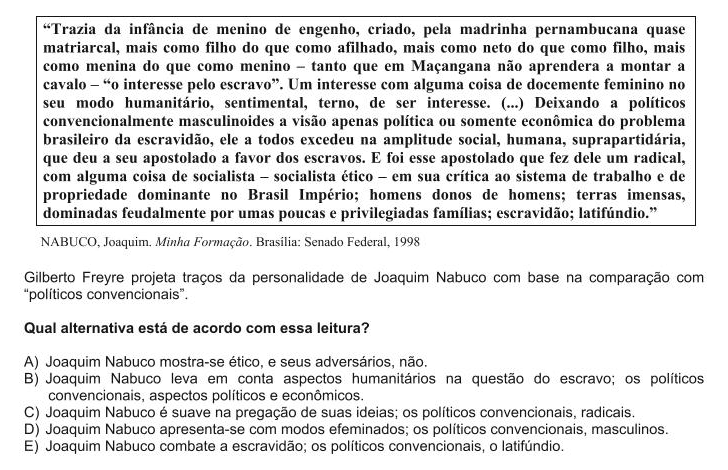 “Trazia da infância de menino de engenho, criado, pela madrinha pernambucana quase
matriarcal, mais como filho do que como afilhado, mais como neto do que como filho, mais
como menina do que como menino – tanto que em Maçangana não aprendera a montar a
cavalo – “o interesse pelo escravo”. Um interesse com alguma coisa de docemente feminino no
seu modo humanitário, sentimental, terno, de ser interesse. (...) Deixando a políticos
convencionalmente masculinoides a visão apenas política ou somente econômica do problema
brasileiro da escravidão, ele a todos excedeu na amplitude social, humana, suprapartidária,
que deu a seu apostolado a favor dos escravos. E foi esse apostolado que fez dele um radical,
com alguma coisa de socialista – socialista ético – em sua crítica ao sistema de trabalho e de
propriedade dominante no Brasil Império; homens donos de homens; terras imensas,
dominadas feudalmente por umas poucas e privilegiadas famílias; escravidão; latifúndio.”
NABUCO, Joaquim. Minha Formação. Brasília: Senado Federal, 1998
Gilberto Freyre projeta traços da personalidade de Joaquim Nabuco com base na comparação com
“políticos convencionais”.
Qual alternativa está de acordo com essa leitura?
A) Joaquim Nabuco mostra-se ético, e seus adversários, não.
B) Joaquim Nabuco leva em conta aspectos humanitários na questão do escravo; os políticos
convencionais, aspectos políticos e econômicos.
C) Joaquim Nabuco é suave na pregação de suas ideias; os políticos convencionais, radicais.
D) Joaquim Nabuco apresenta-se com modos efeminados; os políticos convencionais, masculinos.
E) Joaquim Nabuco combate a escravidão; os políticos convencionais, o latifúndio.